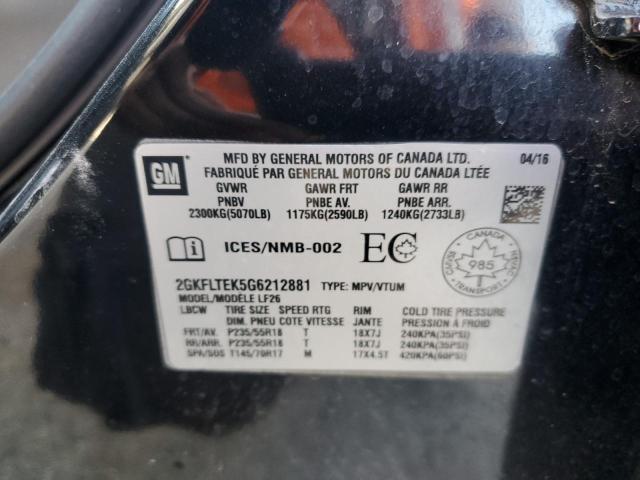 GM
MFD BY GENERAL MOTORS OF CANADA LTD. 04/16
FABRIQUÉ PAR GENERAL MOTORS DU CANADA LTÉE
GVWR GAWR FRT GAWR RR
PNBV PNBE AV. PNBE ARR.
2300KG(5070LB) 1175KG(2590LB) 1240KG(2733LB)
ICES/NMB-002 EC
CANADA 985 TRANSPORT
2GKFLTEK5G6212881 TYPE: MPV/VTUM
MODEL/MODÈLE LF26
LBCW TIRE SIZE SPEED RTG RIM COLD TIRE PRESSURE
DIM. PNEU COTE VITESSE JANTE PRESSION A FROID
FRT/AV. P235/55R18 T 18X7J 240KPA(35PSI)
RR/ARR. P235/55R18 T 18X7J 240KPA(35PSI)
SPA/SOS T145/70R17 M 17X4.5T 420KPA(60PSI)